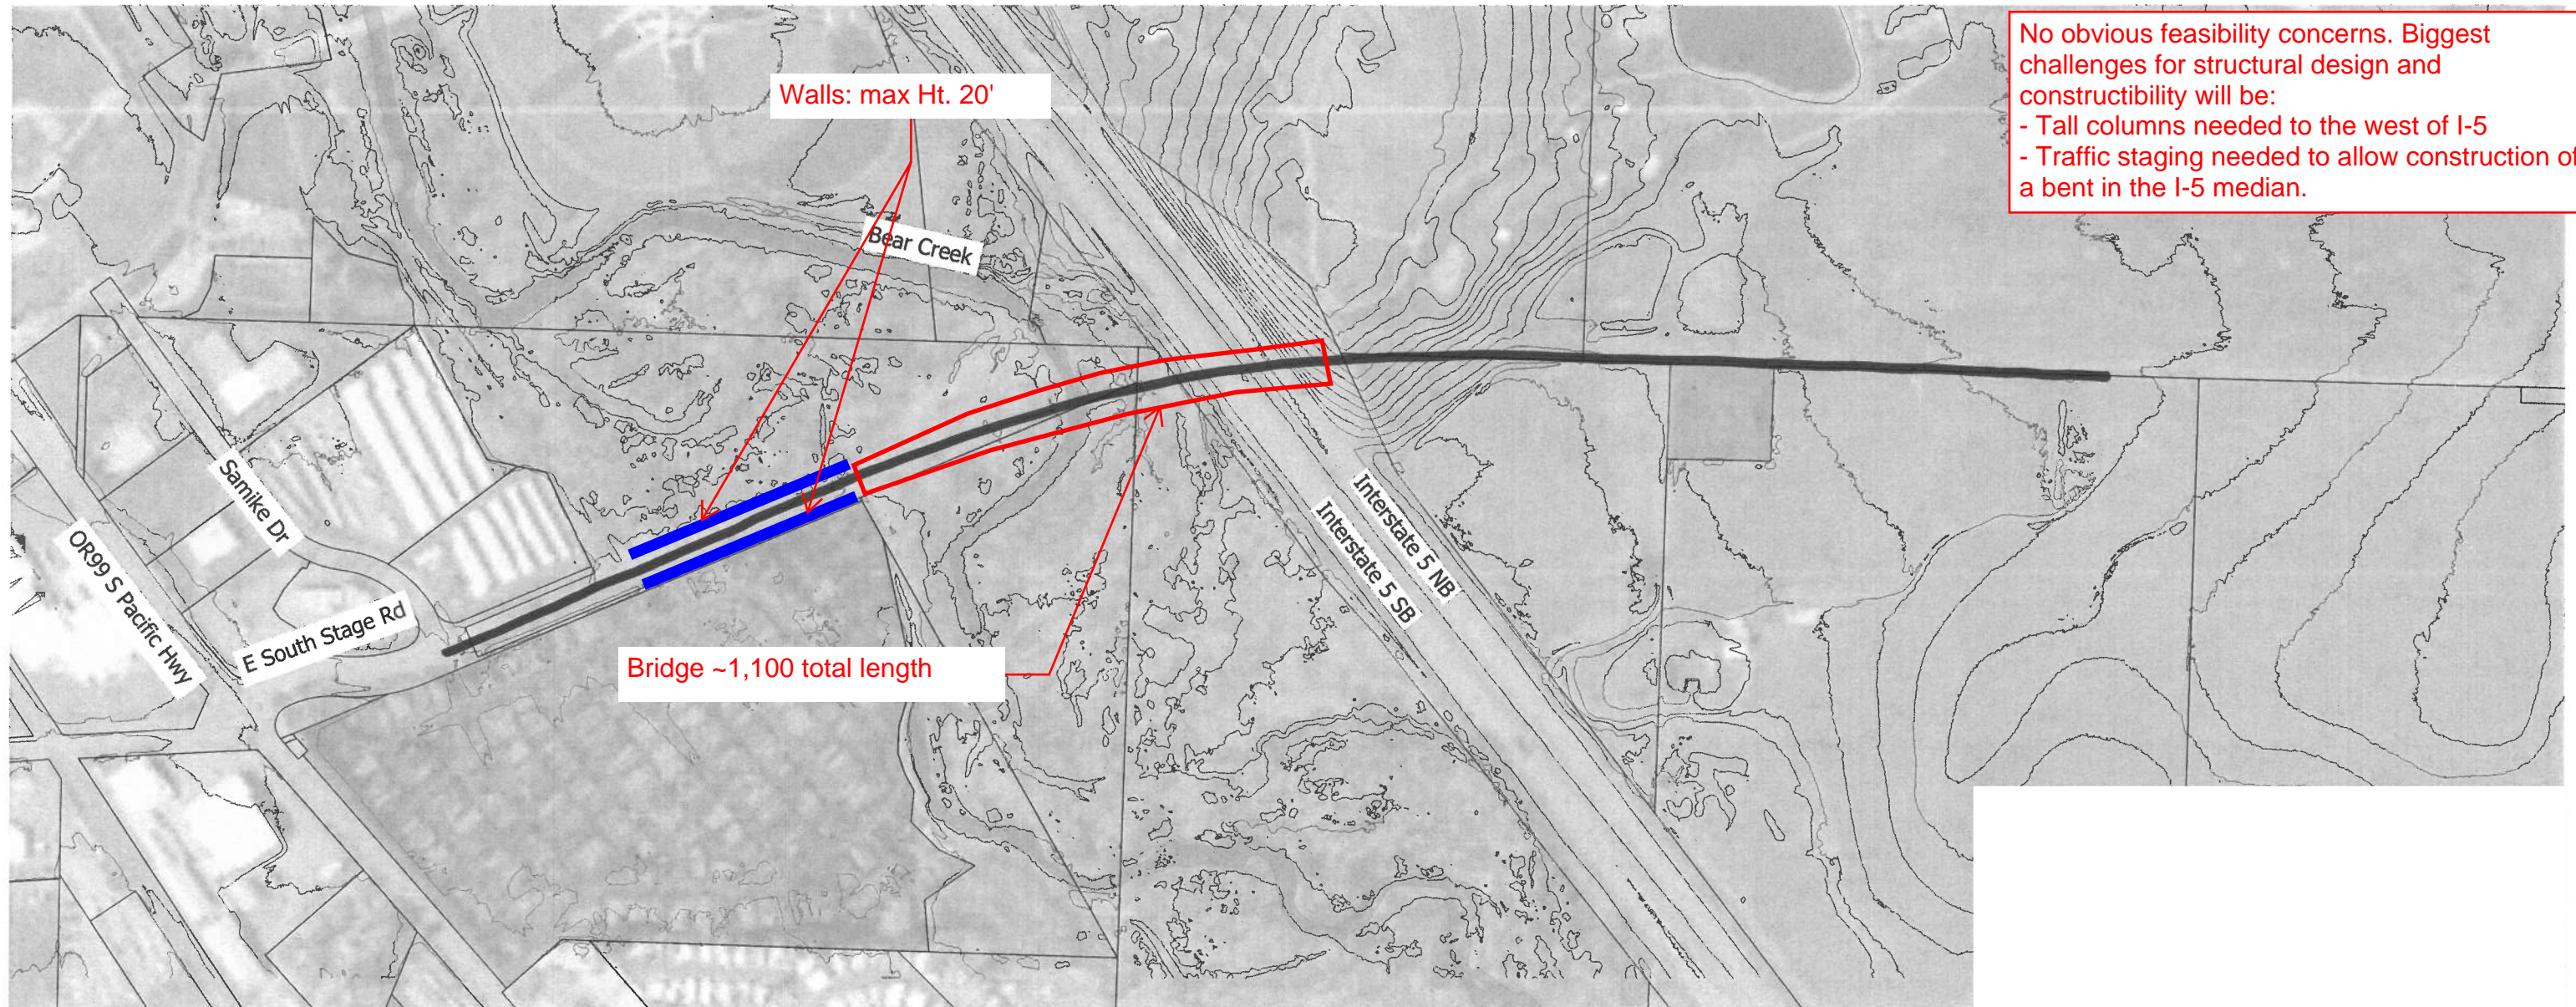 No obvious feasibility concerns. Biggest
challenges for structural design and
constructibility will be:
- Tall columns needed to the west of I-5
- Traffic staging needed to allow construction of
a bent in the I-5 median.
Walls: max Ht. 20'
Bear Creek
Samike Dr
OR99 S Pacific Hwy
E South Stage Rd
Interstate 5 NB
Interstate 5 SB
Bridge ~1,100 total length